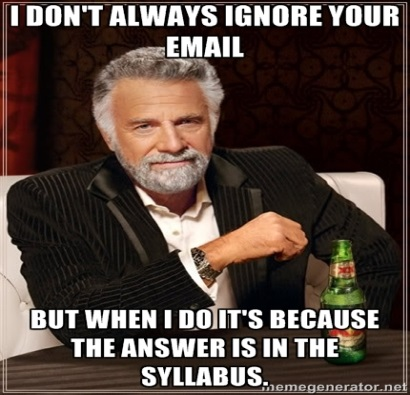 I DON'T ALWAYS IGNORE YOUR
EMAIL
BUT WHEN I DO IT'S BECAUSE
THE ANSWER IS IN THE
SYLLABUS.
memegenerator.net